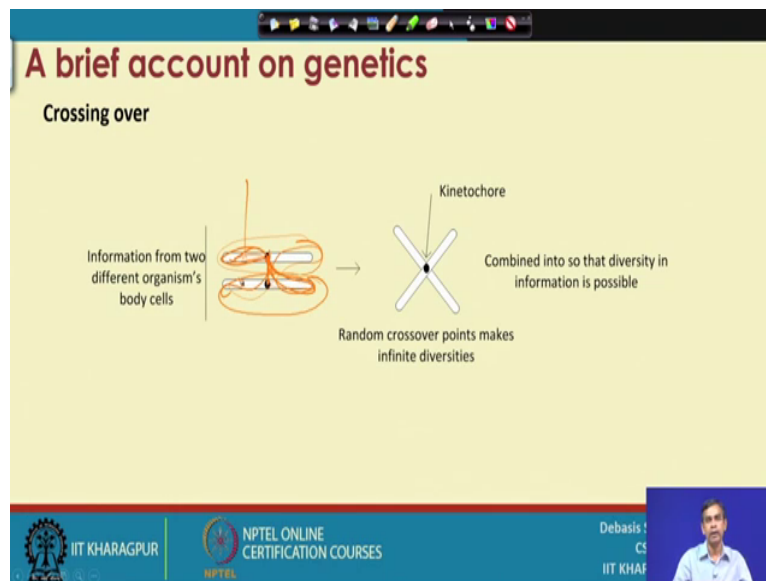 A brief account on genetics
Crossing over
Kinetochore
Information from two
different organism's
body cells
Combined into so that diversity in
information is possible
Random crossover points makes
infinite diversities
IIT KHARAGPUR
NPTEL ONLINE
CERTIFICATION COURSES
NPTEL
Debasis S
CS
IIT KHAR